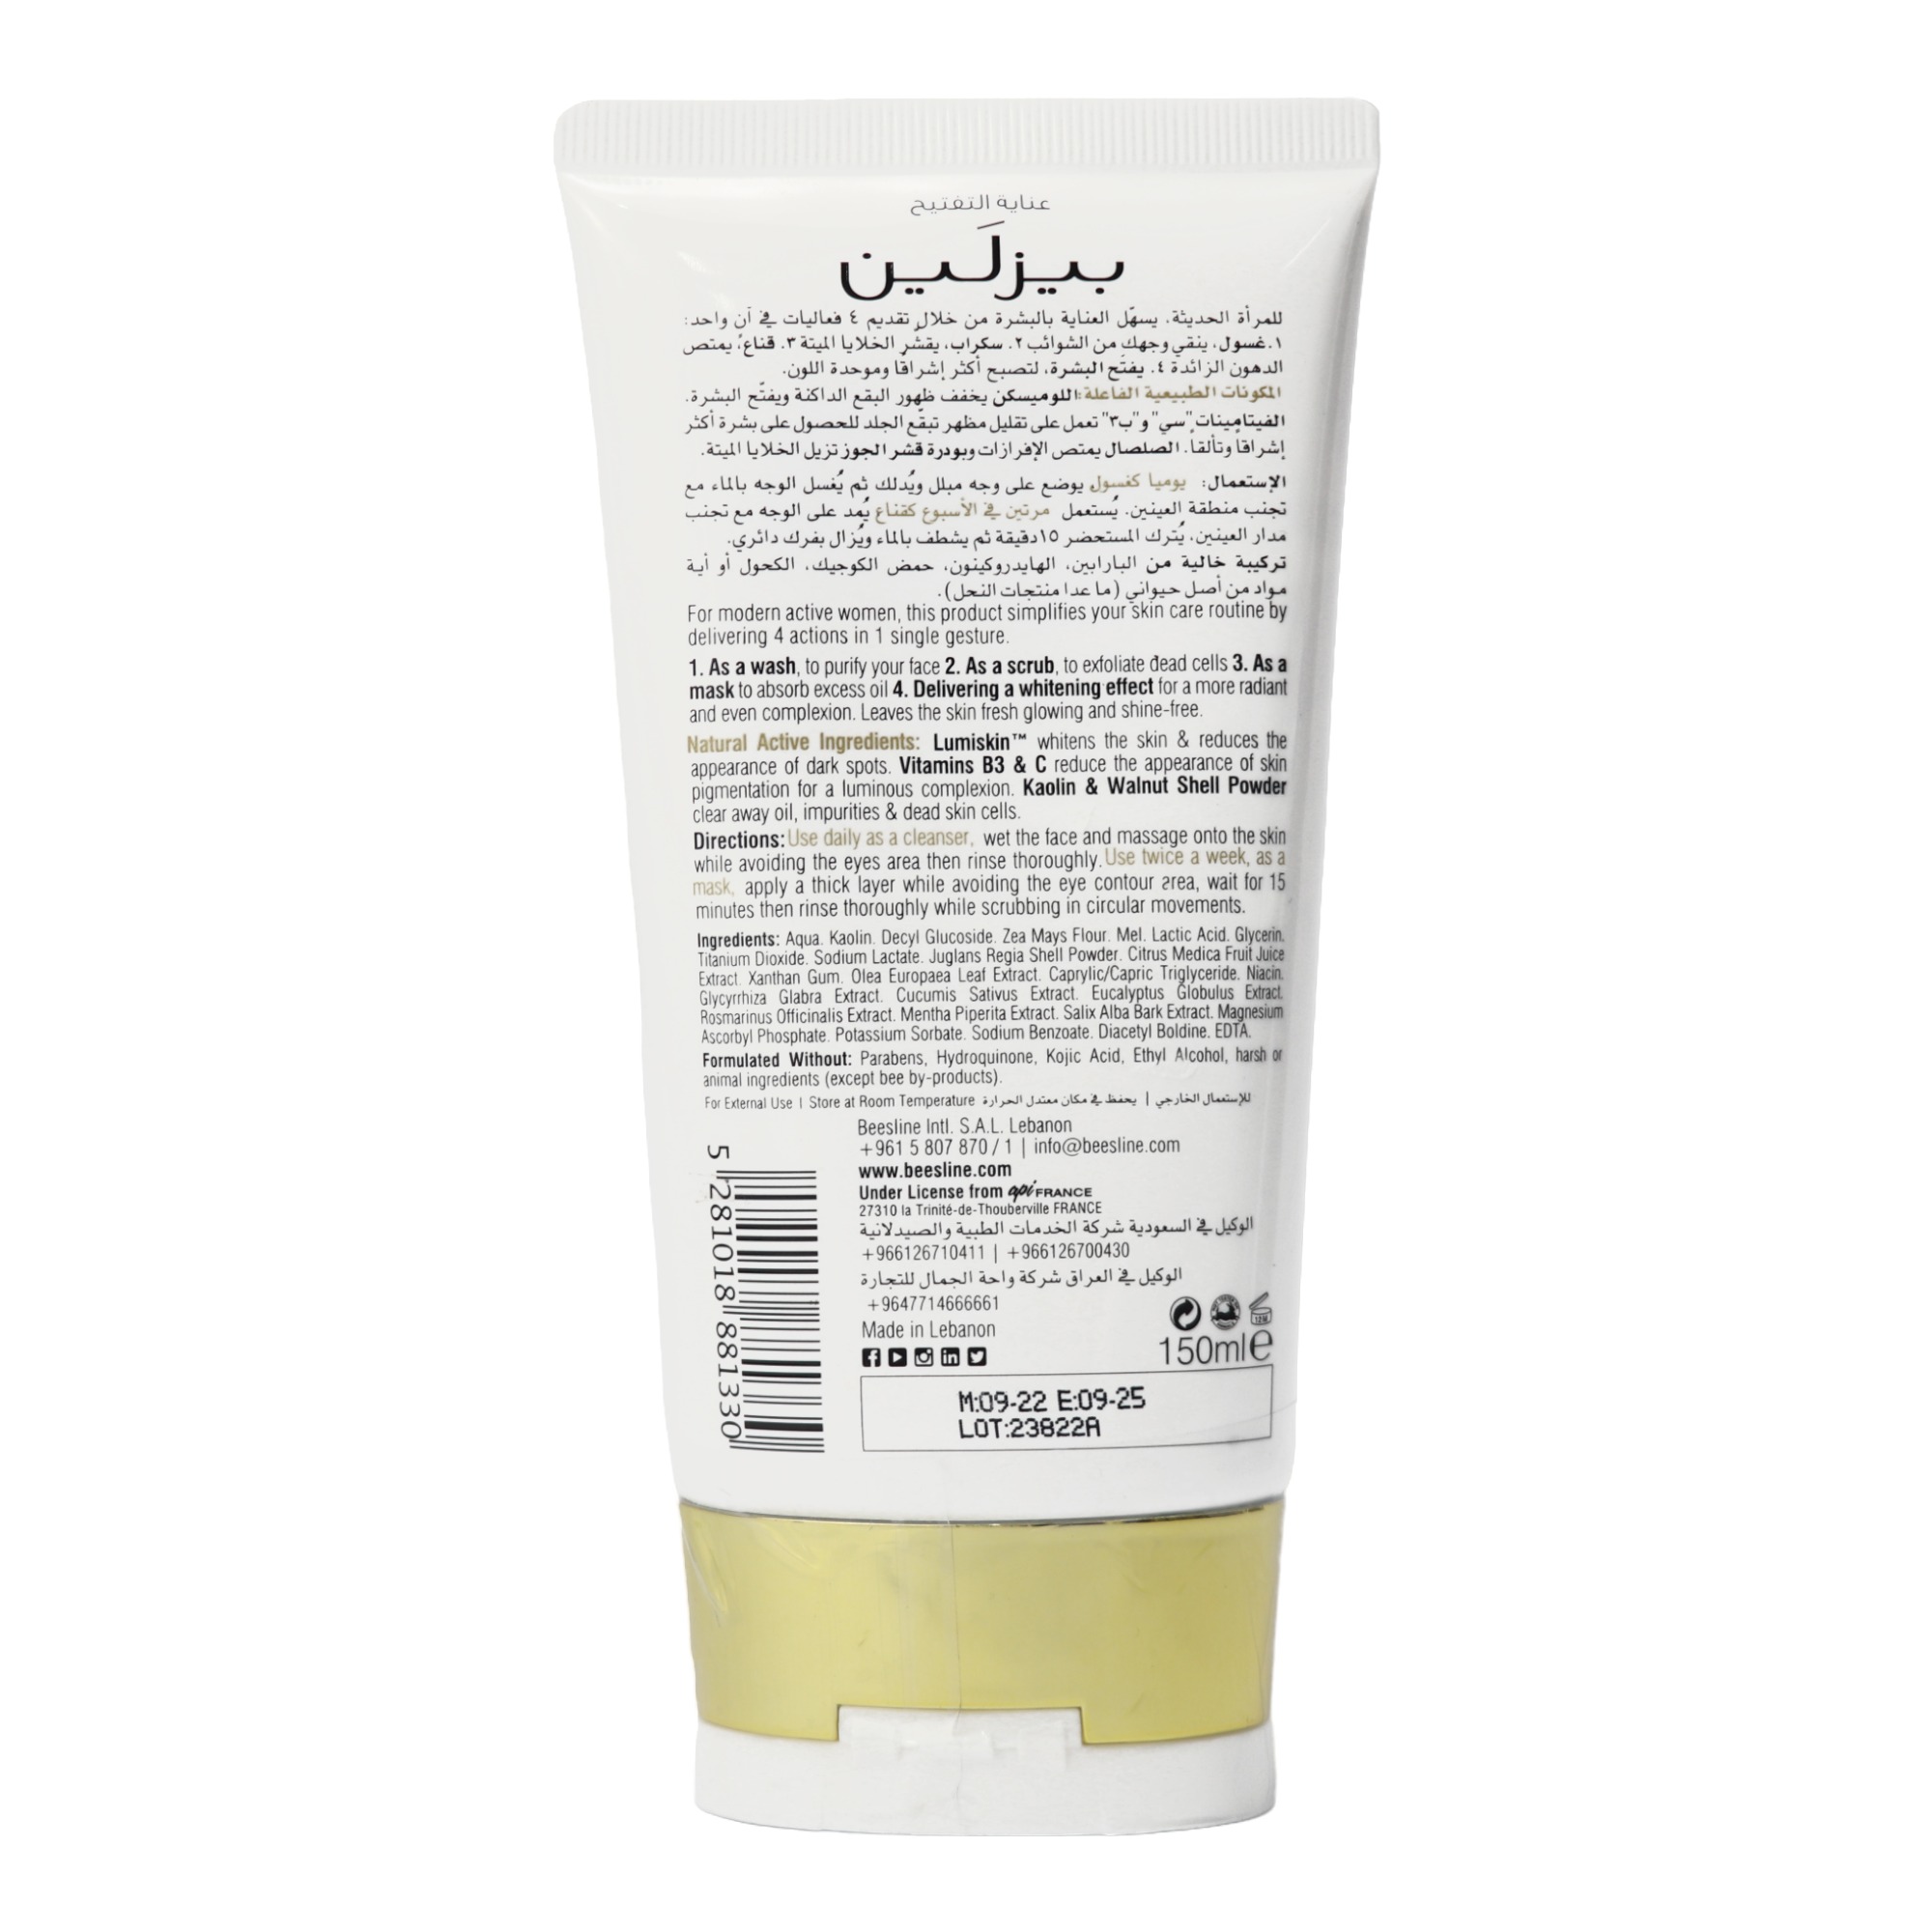 عناية التفتيح
بيزلَين
للمرأة الحديثة، يسهّل العناية بالبشرة من خلال تقديم ٤ فعاليات في آن واحد:
١. غسول، ينقي وجهك من الشوائب ٢. سكراب، يقشّر الخلايا الميتة ٣. قناع، يمتص
الدهون الزائدة ٤. يفتّح البشرة، لتصبح أكثر إشراقًا وموحدة اللون.
المكونات الطبيعية الفاعلة: اللوميسكن يخفف ظهور البقع الداكنة ويفتّح البشرة.
الفيتامينات "سي" و"ب٣" تعمل على تقليل مظهر تبقّع الجلد للحصول على بشرة أكثر
إشراقًا وتألقًا. الصلصال يمتص الإفرازات وبودرة قشر الجوز تزيل الخلايا الميتة.
الإستعمال: يوميا كغسول يوضع على وجه مبلل ويُدلك ثم يُغسل الوجه بالماء مع
تجنب منطقة العينين. يُستعمل مرتين في الأسبوع كقناع يُمد على الوجه مع تجنب
مدار العينين، يُترك المستحضر ١٥دقيقة ثم يشطف بالماء ويُزال بفرك دائري.
تركيبة خالية من البارابين، الهايدروكينون، حمض الكوجيك، الكحول أو أية
مواد من أصل حيواني (ما عدا منتجات النحل).
For modern active women, this product simplifies your skin care routine by
delivering 4 actions in 1 single gesture.
1. As a wash, to purify your face 2. As a scrub, to exfoliate dead cells 3. As a
mask to absorb excess oil 4. Delivering a whitening effect for a more radiant
and even complexion. Leaves the skin fresh glowing and shine-free.
Natural Active Ingredients: Lumiskin™ whitens the skin & reduces the
appearance of dark spots. Vitamins B3 & C reduce the appearance of skin
pigmentation for a luminous complexion. Kaolin & Walnut Shell Powder
clear away oil, impurities & dead skin cells.
Directions: Use daily as a cleanser, wet the face and massage onto the skin
while avoiding the eyes area then rinse thoroughly. Use twice a week, as a
mask, apply a thick layer while avoiding the eye contour area, wait for 15
minutes then rinse thoroughly while scrubbing in circular movements.
Ingredients: Aqua. Kaolin. Decyl Glucoside. Zea Mays Flour. Mel. Lactic Acid. Glycerin.
Titanium Dioxide. Sodium Lactate. Juglans Regia Shell Powder. Citrus Medica Fruit Juice
Extract. Xanthan Gum. Olea Europaea Leaf Extract. Caprylic/Capric Triglyceride. Niacin.
Glycyrrhiza Glabra Extract. Cucumis Sativus Extract. Eucalyptus Globulus Extract.
Rosmarinus Officinalis Extract. Mentha Piperita Extract. Salix Alba Bark Extract. Magnesium
Ascorbyl Phosphate. Potassium Sorbate. Sodium Benzoate. Diacetyl Boldine. EDTA.
Formulated Without: Parabens, Hydroquinone, Kojic Acid, Ethyl Alcohol, harsh or
animal ingredients (except bee by-products).
For External Use | Store at Room Temperature للإستعمال الخارجي | يحفظ في مكان معتدل الحرارة
Beesline Intl. S.A.L. Lebanon
+961 5 807 870 / 1 | info@beesline.com
www.beesline.com
Under License from api FRANCE
27310 la Trinité-de-Thouberville FRANCE
الوكيل في السعودية شركة الخدمات الطبية والصيدلانية
+966126710411 | +966126700430
الوكيل في العراق شركة واحة الجمال للتجارة
+9647714666661
Made in Lebanon
12M
150ml e
M:09-22 E:09-25
LOT:23822A
5 281018 881330